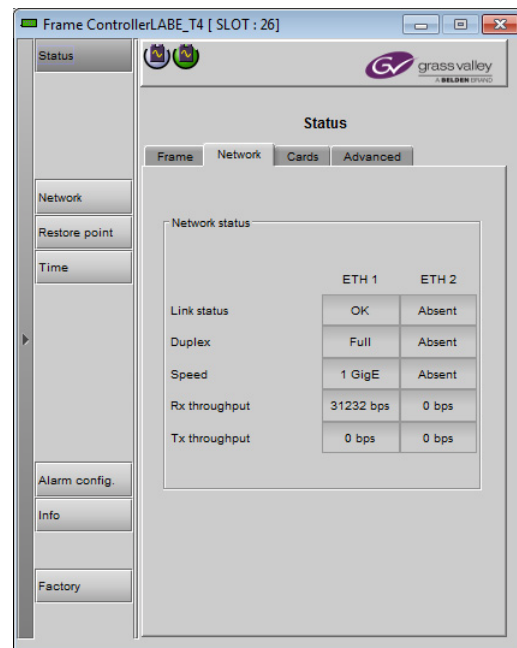 Frame ControllerLABE_T4 [ SLOT : 26]
Status
grass valley
A BELDEN BRAND
Status
Frame Network Cards Advanced
Network
Restore point
Time
Network status
ETH 1 ETH 2
Link status OK Absent
Duplex Full Absent
Speed 1 GigE Absent
Rx throughput 31232 bps 0 bps
Tx throughput 0 bps 0 bps
Alarm config.
Info
Factory